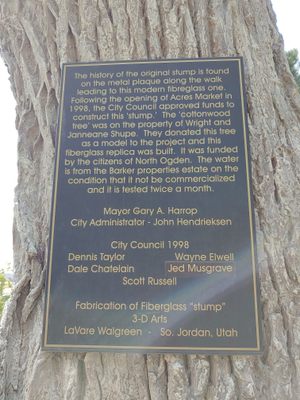 The history of the original stump is found
on the metal plaque along the walk
leading to this modern fibreglass one.
Following the opening of Acres Market in
1998, the City Council approved funds to
construct this 'stump.' The 'cottonwood
tree' was on the property of Wright and
Janneane Shupe. They donated this tree
as a model to the project and this
fiberglass replica was built. It was funded
by the citizens of North Ogden. The water
is from the Barker properties estate on the
condition that it not be commercialized
and it is tested twice a month.
Mayor Gary A. Harrop
City Administrator - John Hendrieksen
City Council 1998
Dennis Taylor Wayne Elwell
Dale Chatelain Jed Musgrave
Scott Russell
Fabrication of Fiberglass "stump"
3-D Arts
LaVare Walgreen - So. Jordan, Utah